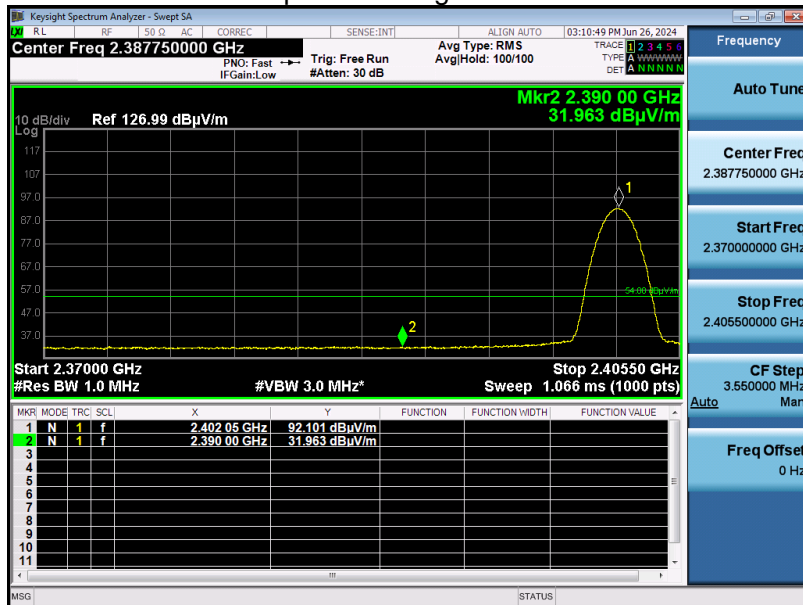 Keysight Spectrum Analyzer - Swept SA
LXI RL RF 50 Ω AC CORREC SENSE:INT ALIGN AUTO 03:10:49 PM Jun 26, 2024
Center Freq 2.387750000 GHz
PNO: Fast
IFGain:Low
Trig: Free Run
#Atten: 30 dB
Avg Type: RMS
Avg|Hold: 100/100
TRACE 1 2 3 4 5 6
TYPE A WWWWW
DET A N N N N N
Mkr2 2.390 00 GHz
31.963 dBµV/m
10 dB/div Ref 126.99 dBµV/m
Log
117
107
97.0
87.0
77.0
67.0
57.0
47.0
37.0
1
54.00 dBµV/m
2
Start 2.37000 GHz Stop 2.40550 GHz
#Res BW 1.0 MHz #VBW 3.0 MHz* Sweep 1.066 ms (1000 pts)
MKR MODE TRC SCL X Y FUNCTION FUNCTION WIDTH FUNCTION VALUE
1 N 1 f 2.402 05 GHz 92.101 dBµV/m
2 N 1 f 2.390 00 GHz 31.963 dBµV/m
3
4
5
6
7
8
9
10
11
MSG STATUS
Frequency
Auto Tune
Center Freq
2.387750000 GHz
Start Freq
2.370000000 GHz
Stop Freq
2.405500000 GHz
CF Step
3.550000 MHz
Auto Man
Freq Offset
0 Hz